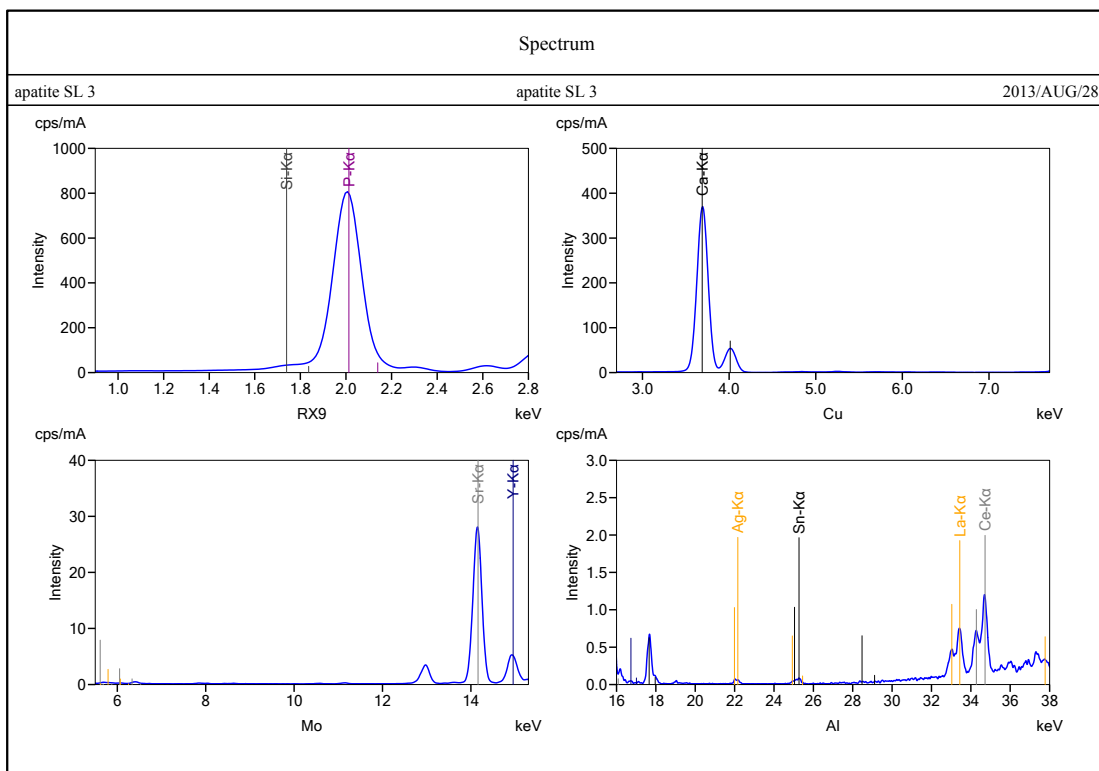 Spectrum
apatite SL 3 apatite SL 3 2013/AUG/28
cps/mA
1000
800
600
400
200
0
Intensity
Si-Kα
P-Kα
1.0 1.2 1.4 1.6 1.8 2.0 2.2 2.4 2.6 2.8
RX9 keV
cps/mA
500
400
300
200
100
0
Intensity
Ca-Kα
3.0 4.0 5.0 6.0 7.0
Cu keV
cps/mA
40
30
20
10
0
Intensity
Sr-Kα
Y-Kα
6 8 10 12 14
Mo keV
cps/mA
3.0
2.5
2.0
1.5
1.0
0.5
0.0
Intensity
Ag-Kα
Sn-Kα
La-Kα
Ce-Kα
16 18 20 22 24 26 28 30 32 34 36 38
Al keV